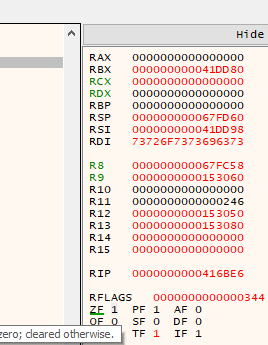 Hide
RAX 0000000000000000
RBX 000000000041DD80
RCX 0000000000000000
RDX 0000000000000000
RBP 0000000000000000
RSP 000000000067FD60
RSI 000000000041DD98
RDI 73726F7373696373
R8 000000000067FC58
R9 0000000000153060
R10 0000000000000000
R11 0000000000000246
R12 0000000000153050
R13 0000000000153080
R14 0000000000000000
R15 0000000000000000
RIP 0000000000416BE6
RFLAGS 0000000000000344
ZF 1 PF 1 AF 0
OF 0 SF 0 DF 0
TF 1 IF 1
zero; cleared otherwise.